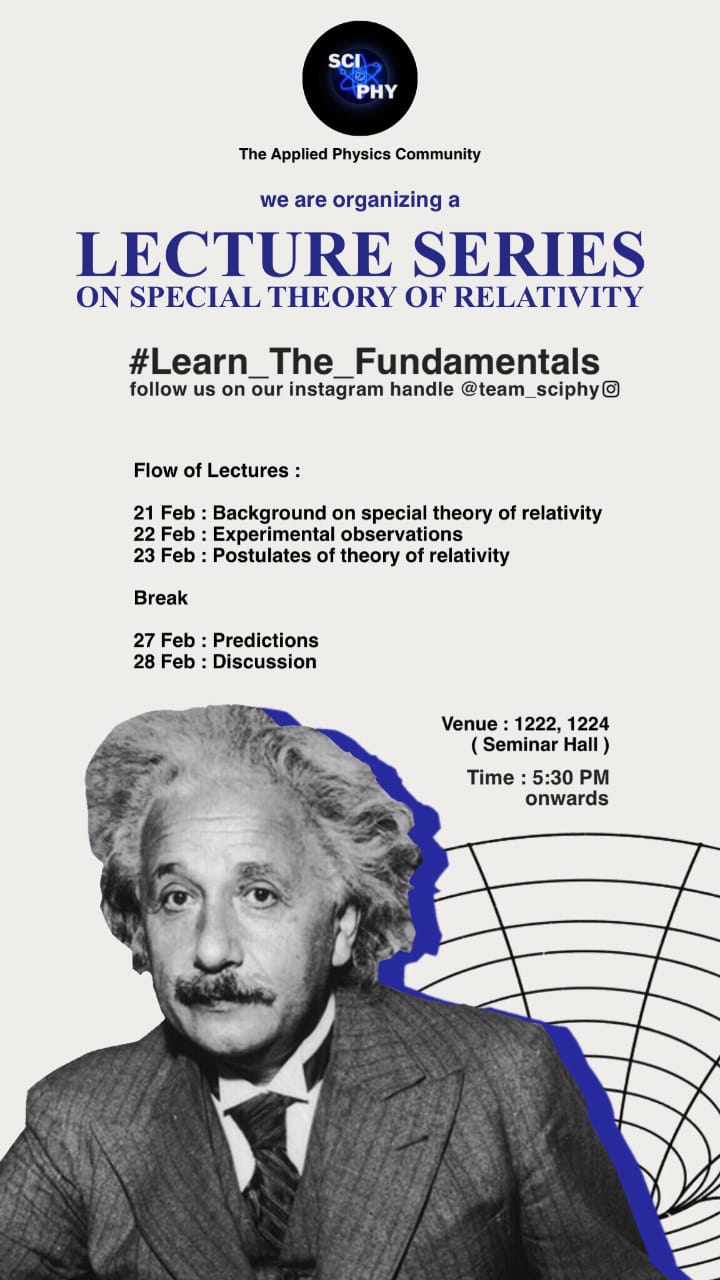 SCI
PHY
The Applied Physics Community
we are organizing a
LECTURE SERIES
ON SPECIAL THEORY OF RELATIVITY
#Learn_The_Fundamentals
follow us on our instagram handle @team_sciphy
Flow of Lectures :
21 Feb : Background on special theory of relativity
22 Feb : Experimental observations
23 Feb : Postulates of theory of relativity
Break
27 Feb : Predictions
28 Feb : Discussion
Venue : 1222, 1224
( Seminar Hall )
Time : 5:30 PM
onwards